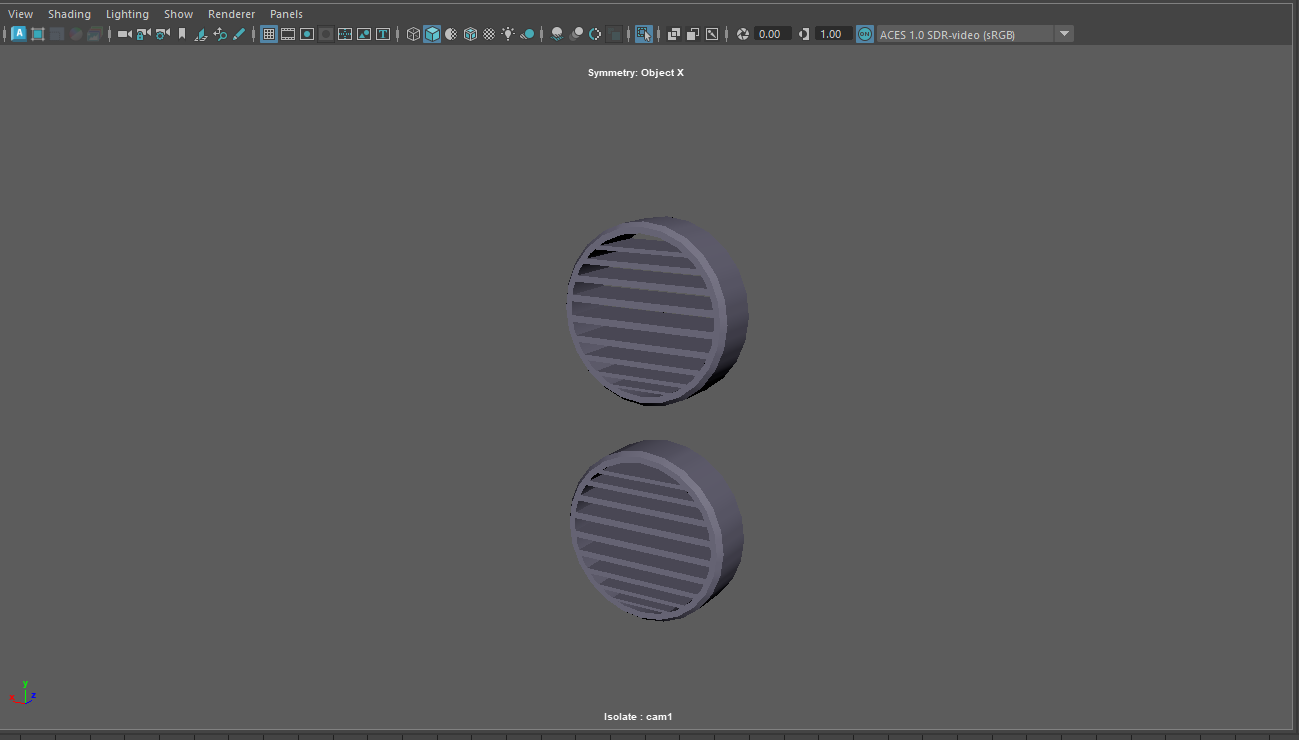 View Shading Lighting Show Renderer Panels
A 0.00 1.00 ON ACES 1.0 SDR-video (sRGB)
Symmetry: Object X
y
x z
Isolate : cam1